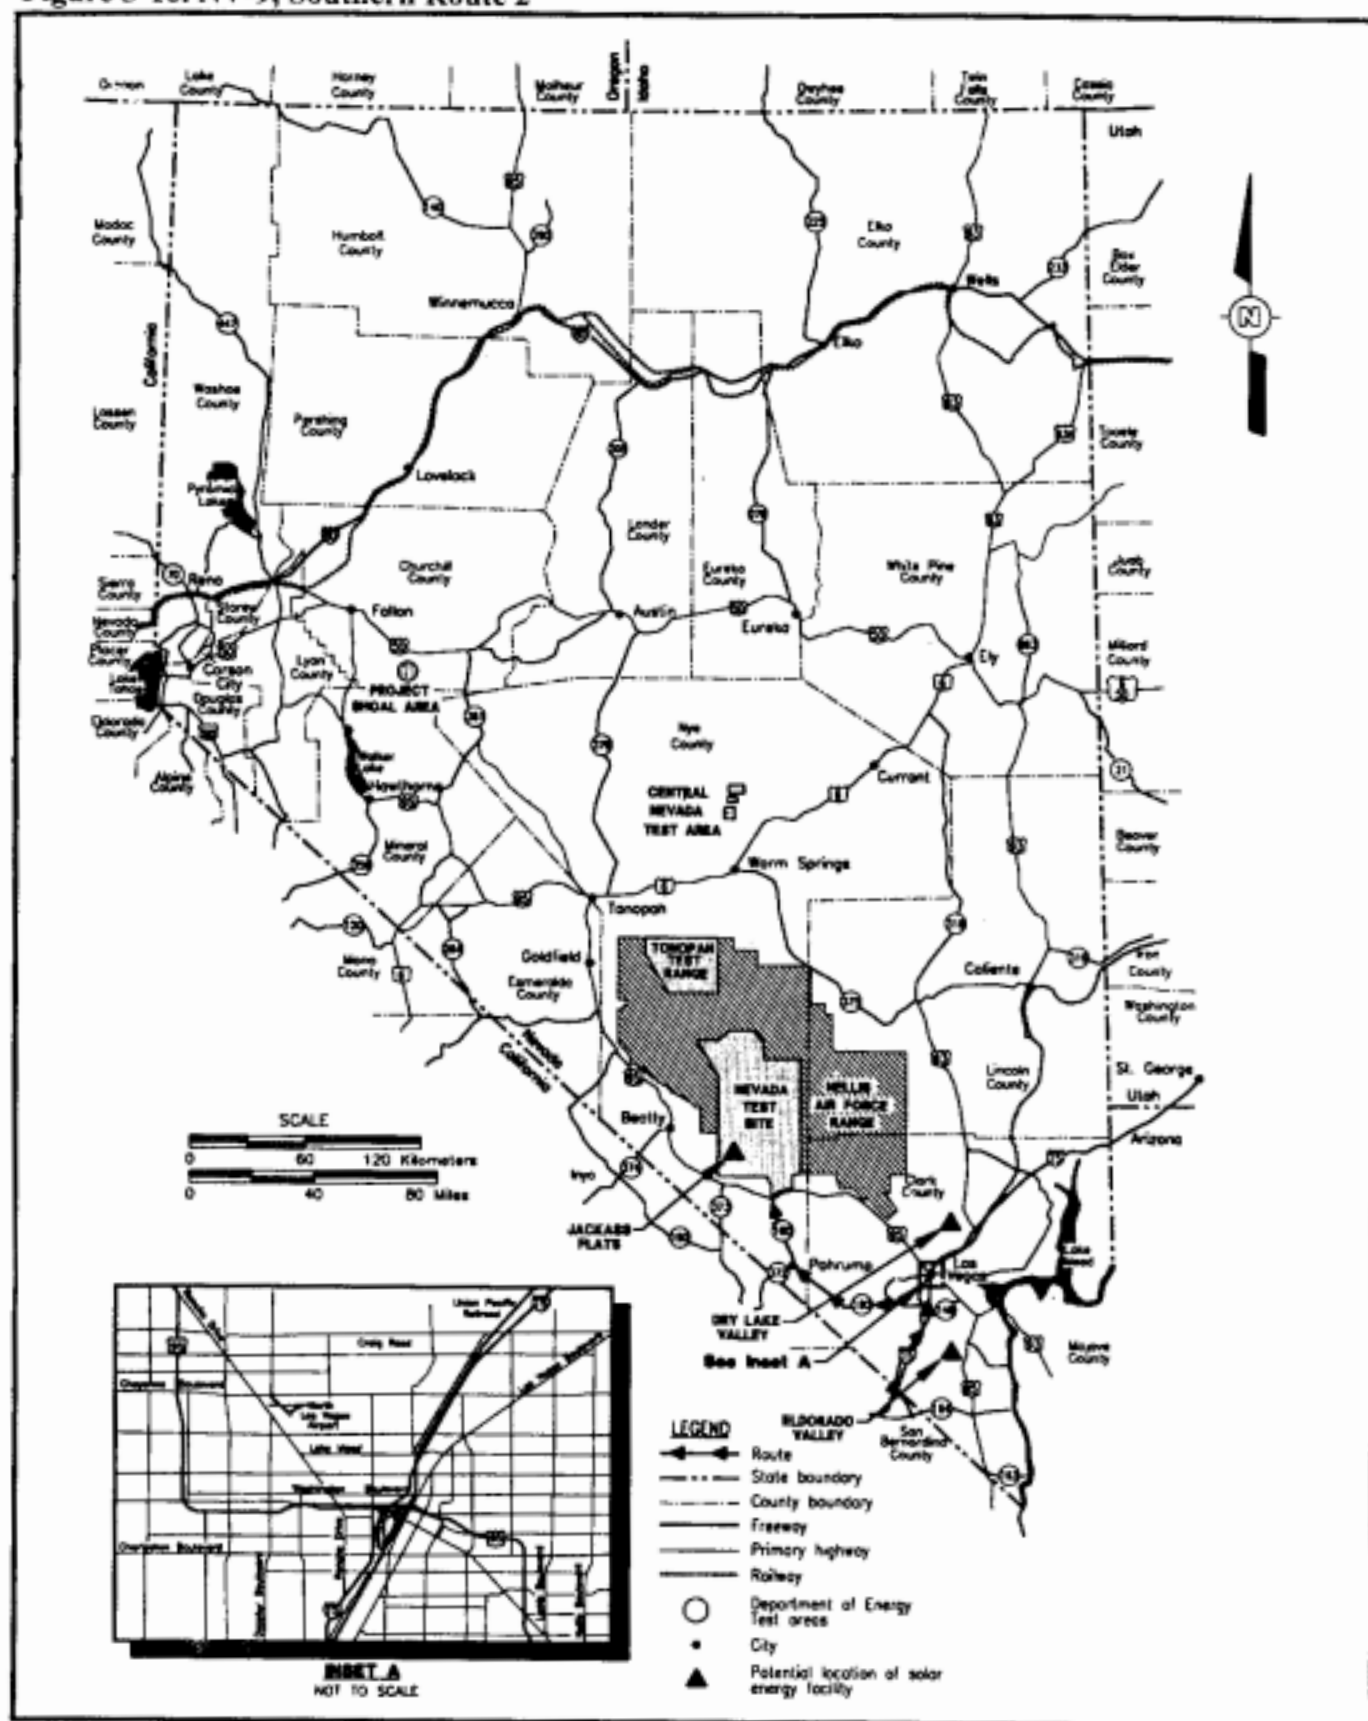 Southern Route 2
Lake
County
Harney
County
Malheur
County
Oregon
Idaho
Owyhee
County
Twin
Falls
County
Cassia
County
Utah
Modoc
County
Humbolt
County
Elko
County
Box
Elder
County
Winnemucca
Wells
Elko
California
Washoe
County
Lassen
County
Pershing
County
Tooele
County
Lovelock
Pyramid
Lake
Lander
County
Eureka
County
White Pine
County
Juab
County
Churchill
County
Sierra
County
Reno
Storey
County
Fallon
Austin
Eureka
Nevada
County
Placer
County
Lake
Tahoe
Carson
City
Lyon
County
Ely
Millard
County
PROJECT
SHOAL AREA
Douglas
County
Eldorado
County
Alpine
County
Nye
County
Walker
Lake
Hawthorne
Currant
CENTRAL
NEVADA
TEST AREA
Mineral
County
Beaver
County
Warm Springs
Tonopah
Mono
County
Goldfield
Esmeralda
County
TONOPAH
TEST
RANGE
Caliente
Iron
County
Washington
County
Nevada
California
Lincoln
County
St. George
Utah
Arizona
NEVADA
TEST
SITE
NELLIS
AIR FORCE
RANGE
Beatty
SCALE
0 60 120 Kilometers
0 40 80 Miles
Inyo
Clark
County
JACKASS
FLATS
Pahrump
Las
Vegas
Lake
Mead
DRY LAKE
VALLEY
See Inset A
Mojave
County
ELDORADO
VALLEY
San
Bernardino
County
N
Union Pacific
Railroad
Craig Road
Cheyenne Boulevard
North
Las Vegas
Airport
Las Vegas Boulevard
Lake Mead
Washington Boulevard
Charleston Boulevard
INSET A
NOT TO SCALE
LEGEND
Route
State boundary
County boundary
Freeway
Primary highway
Railway
Department of Energy
Test areas
City
Potential location of solar
energy facility